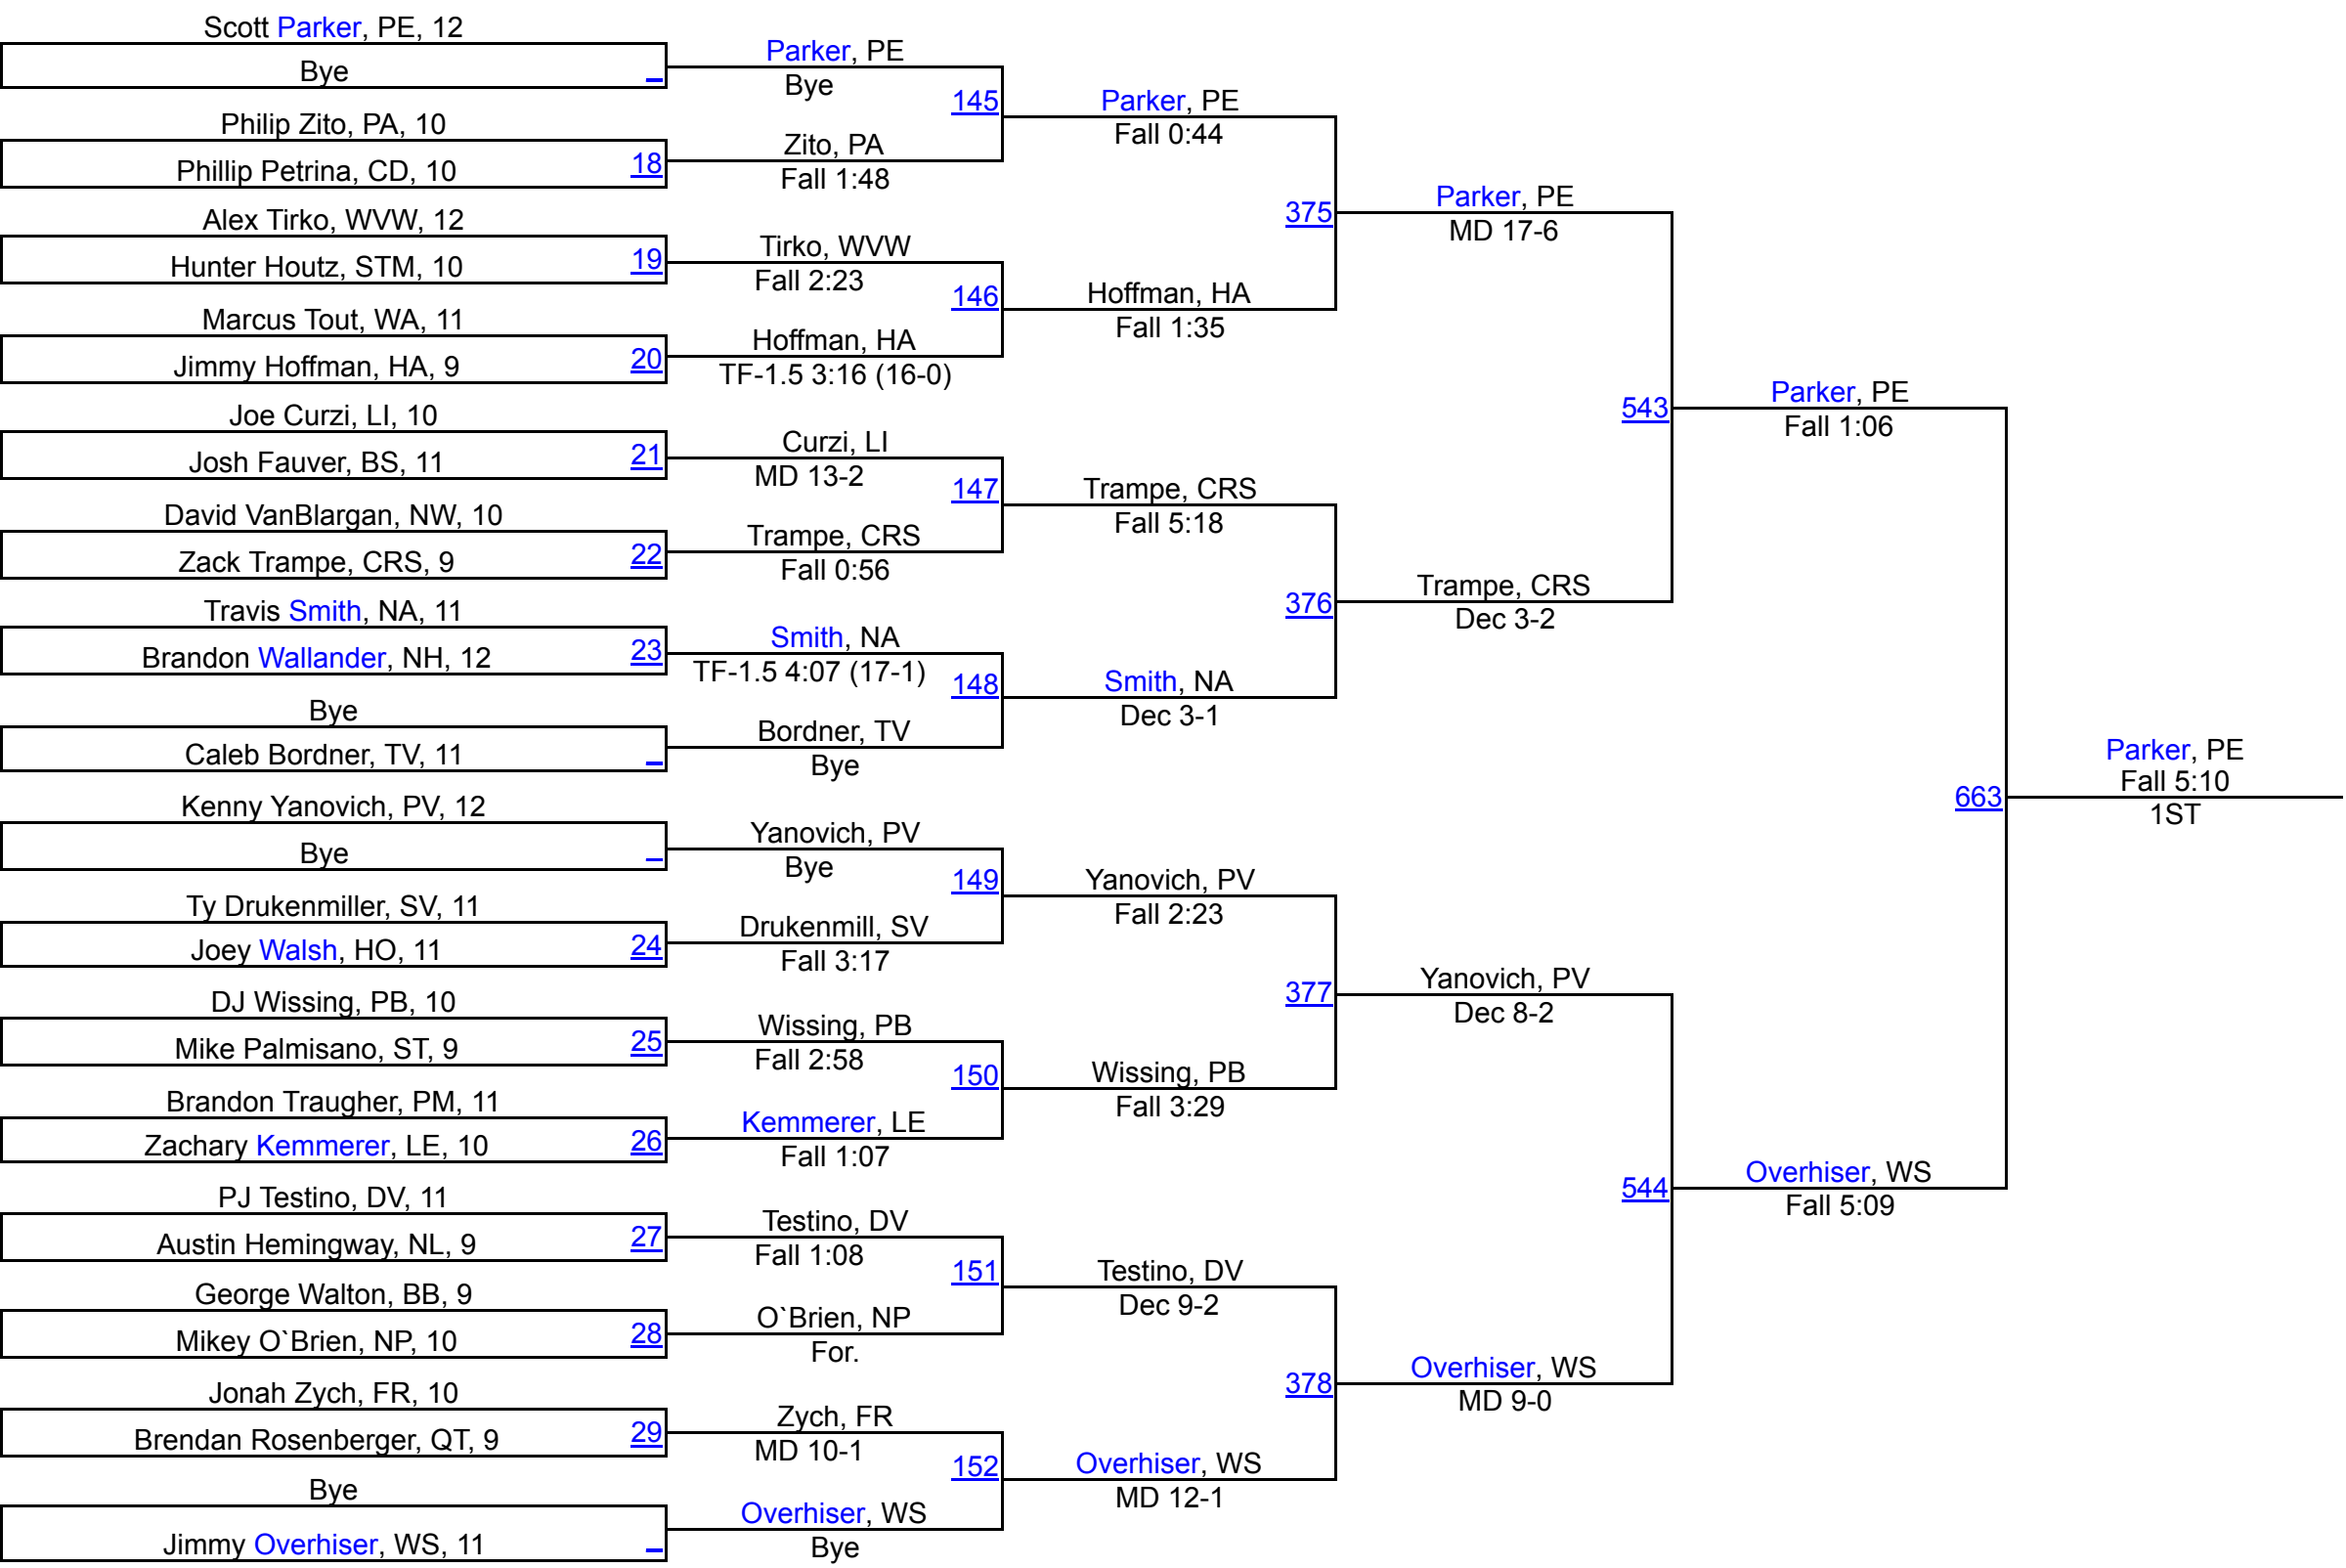 Scott Parker, PE, 12
Bye
Philip Zito, PA, 10
Phillip Petrina, CD, 10
18
Alex Tirko, WVW, 12
Hunter Houtz, STM, 10
19
Marcus Tout, WA, 11
Jimmy Hoffman, HA, 9
20
Joe Curzi, LI, 10
Josh Fauver, BS, 11
21
David VanBlargan, NW, 10
Zack Trampe, CRS, 9
22
Travis Smith, NA, 11
Brandon Wallander, NH, 12
23
Bye
Caleb Bordner, TV, 11
Kenny Yanovich, PV, 12
Bye
Ty Drukenmiller, SV, 11
Joey Walsh, HO, 11
24
DJ Wissing, PB, 10
Mike Palmisano, ST, 9
25
Brandon Traugher, PM, 11
Zachary Kemmerer, LE, 10
26
PJ Testino, DV, 11
Austin Hemingway, NL, 9
27
George Walton, BB, 9
Mikey O`Brien, NP, 10
28
Jonah Zych, FR, 10
Brendan Rosenberger, QT, 9
29
Bye
Jimmy Overhiser, WS, 11
Parker, PE
Bye
145
Zito, PA
Fall 1:48
Tirko, WVW
Fall 2:23
146
Hoffman, HA
TF-1.5 3:16 (16-0)
Curzi, LI
MD 13-2
147
Trampe, CRS
Fall 0:56
Smith, NA
TF-1.5 4:07 (17-1)
148
Bordner, TV
Bye
Yanovich, PV
Bye
149
Drukenmill, SV
Fall 3:17
Wissing, PB
Fall 2:58
150
Kemmerer, LE
Fall 1:07
Testino, DV
Fall 1:08
151
O`Brien, NP
For.
Zych, FR
MD 10-1
152
Overhiser, WS
Bye
Parker, PE
Fall 0:44
375
Hoffman, HA
Fall 1:35
Trampe, CRS
Fall 5:18
376
Smith, NA
Dec 3-1
Yanovich, PV
Fall 2:23
377
Wissing, PB
Fall 3:29
Testino, DV
Dec 9-2
378
Overhiser, WS
MD 12-1
Parker, PE
MD 17-6
543
Trampe, CRS
Dec 3-2
Yanovich, PV
Dec 8-2
544
Overhiser, WS
MD 9-0
Parker, PE
Fall 1:06
663
Overhiser, WS
Fall 5:09
Parker, PE
Fall 5:10
1ST